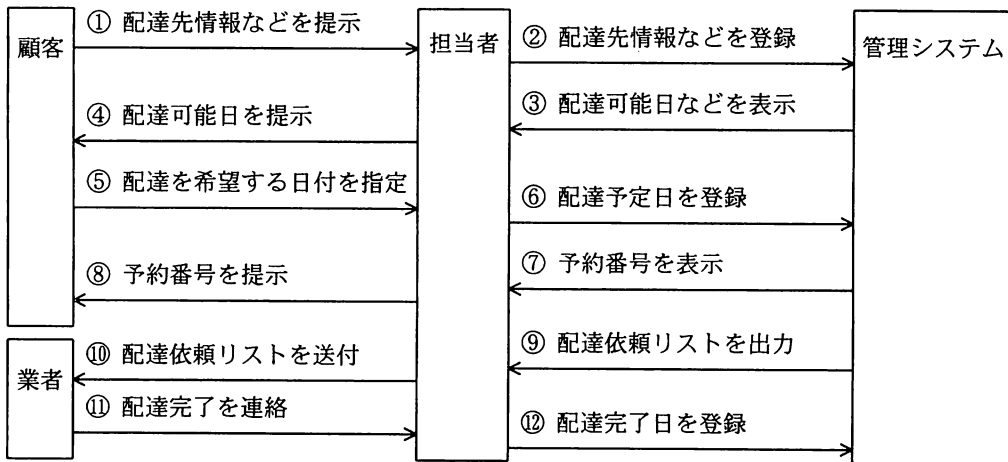 ① 配達先情報などを提示
顧客
担当者
② 配達先情報などを登録
管理システム
③ 配達可能日などを表示
④ 配達可能日を提示
⑤ 配達を希望する日付を指定
⑥ 配達予定日を登録
⑦ 予約番号を表示
⑧ 予約番号を提示
⑨ 配達依頼リストを出力
⑩ 配達依頼リストを送付
業者
⑪ 配達完了を連絡
⑫ 配達完了日を登録